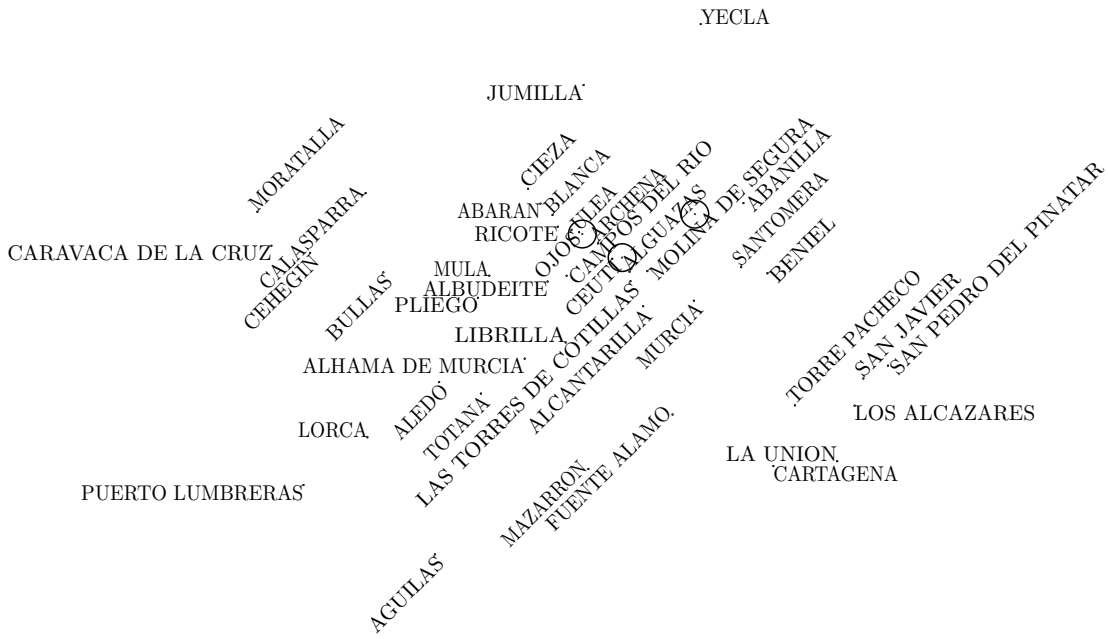 YECLA
JUMILLA
MORATALLA
CIEZA
BLANCA
ULEA
ARCHENA
CAMPOS DEL RIO
MOLINA DE SEGURA
ABANILLA
ABARAN
RICOTE
OJOS
CALASPARRA
CARAVACA DE LA CRUZ
CEHEGIN
BULLAS
MULA
ALBUDEITE
PLIEGO
CEUTI
ALGUAZAS
SANTOMERA
BENIEL
LIBRILLA
ALHAMA DE MURCIA
ALEDO
TOTANA
LAS TORRES DE COTILLAS
ALCANTARILLA
MURCIA
TORRE PACHECO
SAN JAVIER
SAN PEDRO DEL PINATAR
LOS ALCAZARES
LORCA
LA UNION
CARTAGENA
PUERTO LUMBRERAS
MAZARRON
FUENTE ALAMO
AGUILAS